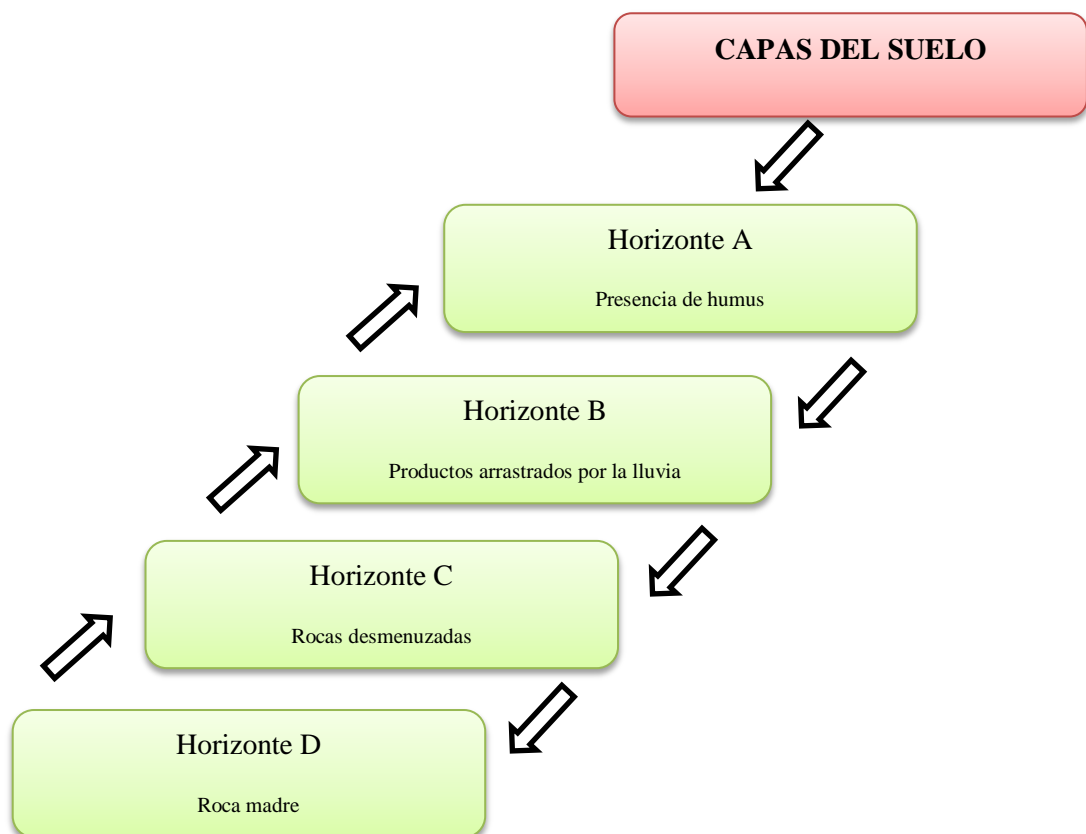 CAPAS DEL SUELO
Horizonte A
Presencia de humus
Horizonte B
Productos arrastrados por la lluvia
Horizonte C
Rocas desmenuzadas
Horizonte D
Roca madre